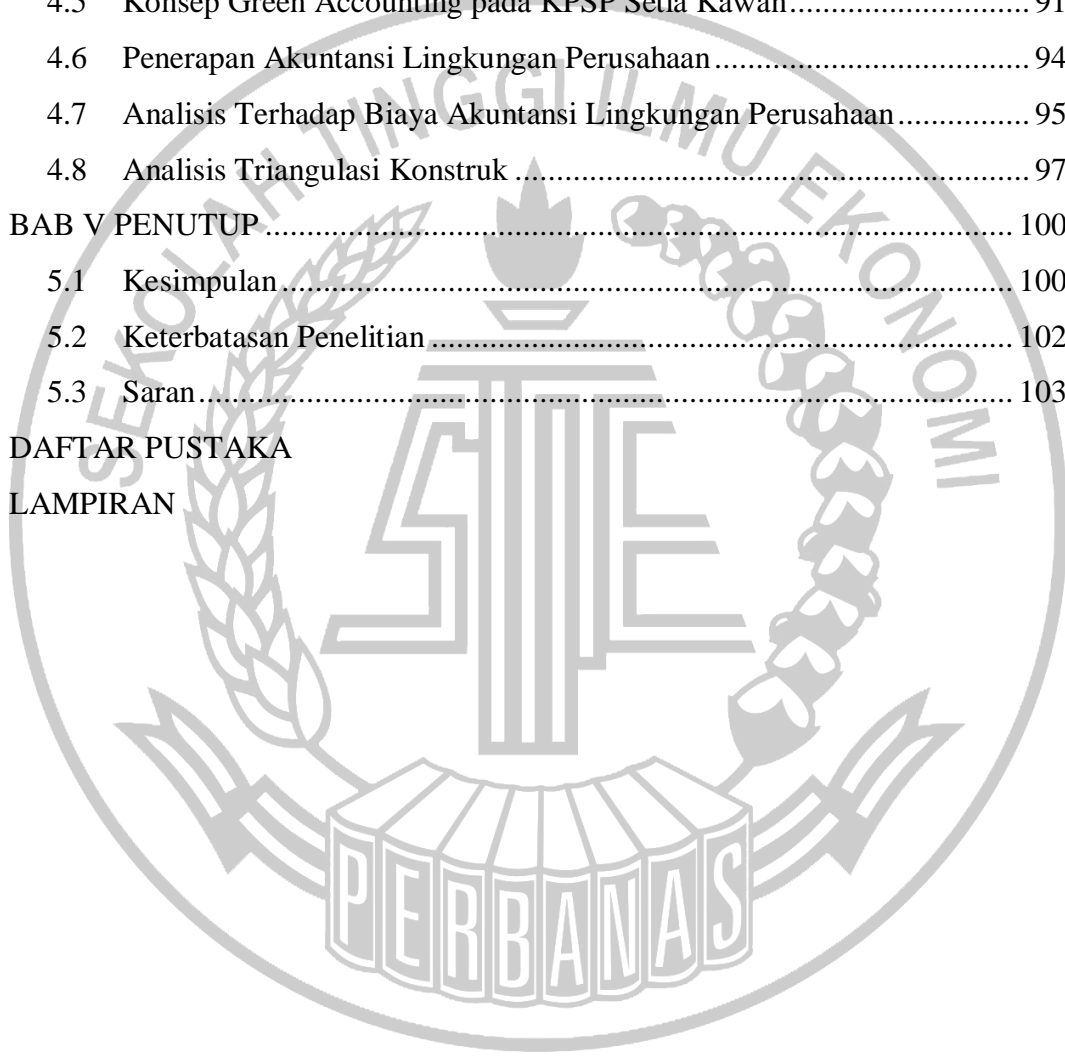 4.5 Konsep Green Accounting pada KPSP Setia Kawan.............................. 91
4.6 Penerapan Akuntansi Lingkungan Perusahaan........................................ 94
4.7 Analisis Terhadap Biaya Akuntansi Lingkungan Perusahaan................. 95
4.8 Analisis Triangulasi Konstruk ................................................................. 97
BAB V PENUTUP ............................................................................................... 100
5.1 Kesimpulan............................................................................................. 100
5.2 Keterbatasan Penelitian .......................................................................... 102
5.3 Saran....................................................................................................... 103
DAFTAR PUSTAKA
LAMPIRAN
SEKOLAH TINGGI ILMU EKONOMI
STIE
PERBANAS